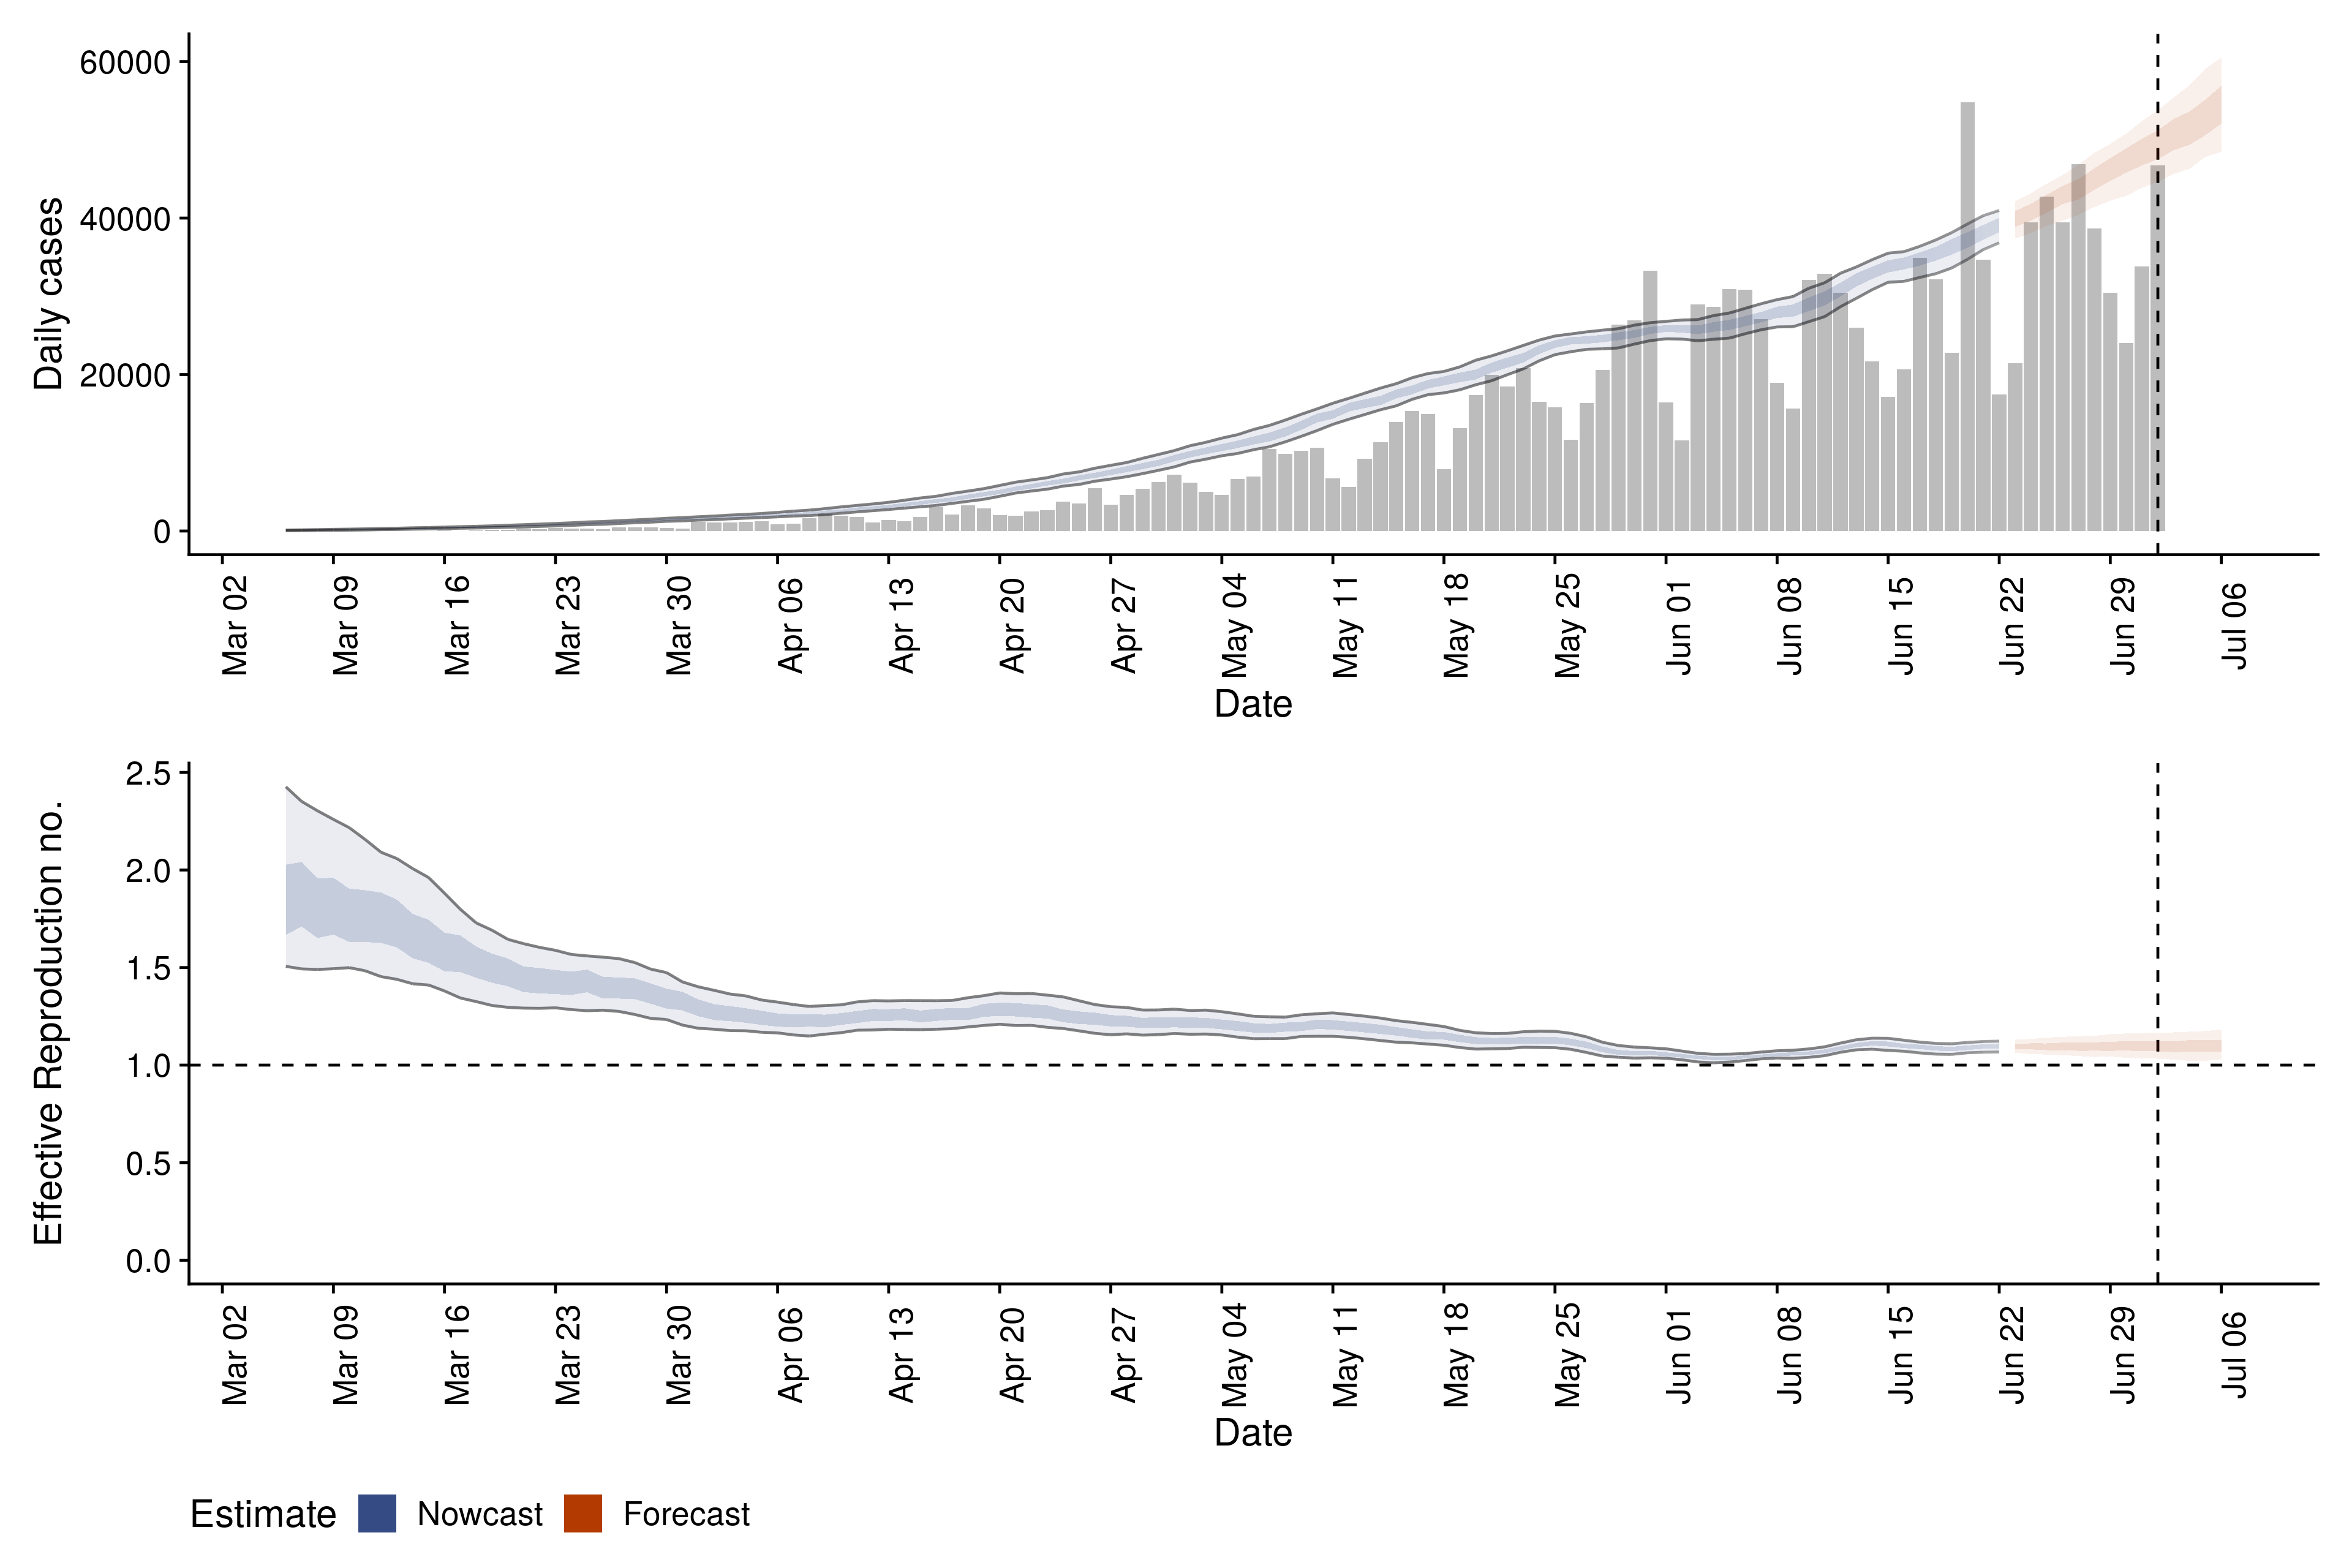 Daily cases
60000
40000
20000
0
Mar 02
Mar 09
Mar 16
Mar 23
Mar 30
Apr 06
Apr 13
Apr 20
Apr 27
May 04
May 11
May 18
May 25
Jun 01
Jun 08
Jun 15
Jun 22
Jun 29
Jul 06
Date
Effective Reproduction no.
2.5
2.0
1.5
1.0
0.5
0.0
Mar 02
Mar 09
Mar 16
Mar 23
Mar 30
Apr 06
Apr 13
Apr 20
Apr 27
May 04
May 11
May 18
May 25
Jun 01
Jun 08
Jun 15
Jun 22
Jun 29
Jul 06
Date
Estimate Nowcast Forecast